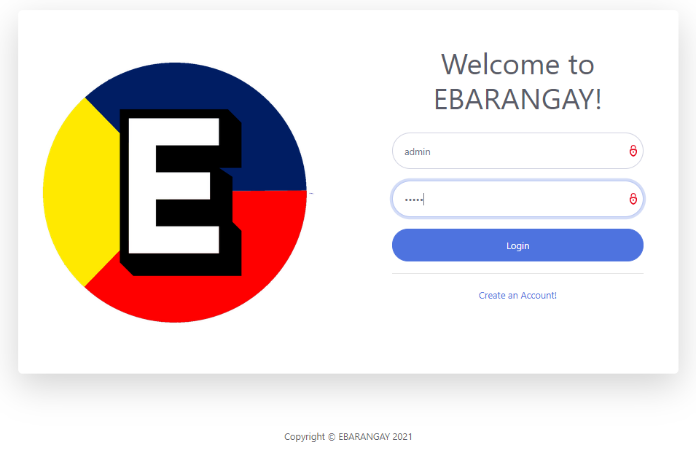 E
Welcome to
EBARANGAY!
admin
•••••
Login
Create an Account!
Copyright © EBARANGAY 2021